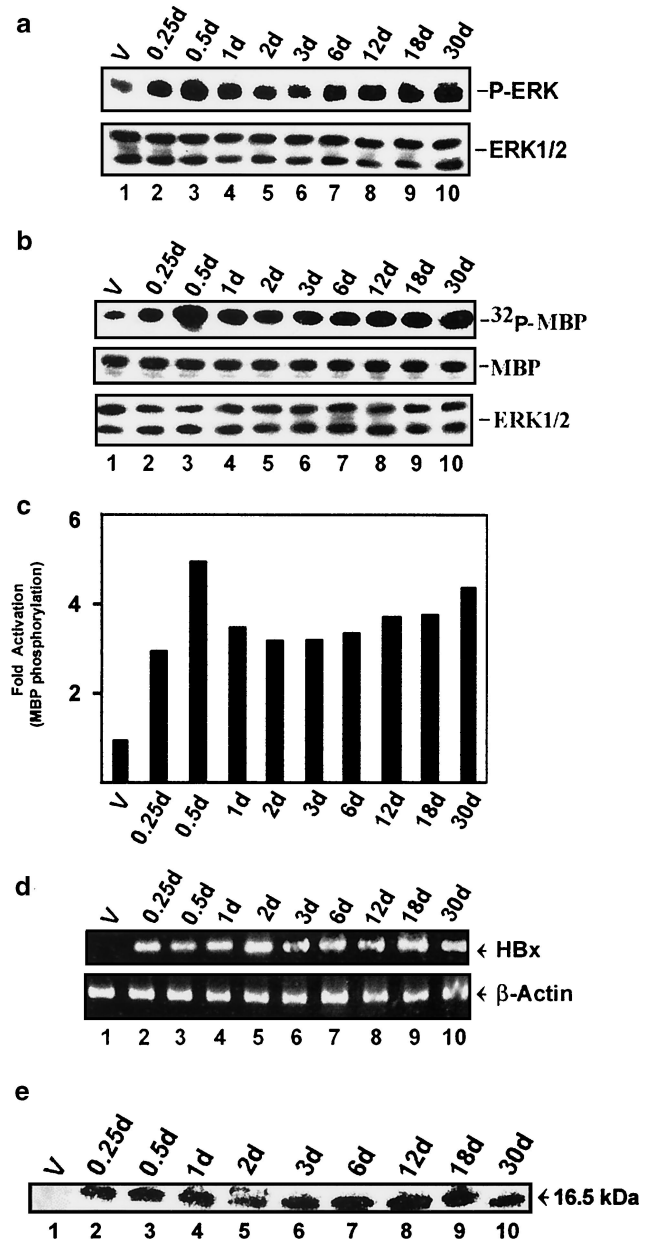 a
V 0.25d 0.5d 1d 2d 3d 6d 12d 18d 30d
P-ERK
ERK1/2
1 2 3 4 5 6 7 8 9 10
b
V 0.25d 0.5d 1d 2d 3d 6d 12d 18d 30d
32P-MBP
MBP
ERK1/2
1 2 3 4 5 6 7 8 9 10
c
Fold Activation
(MBP phosphorylation)
6
4
2
V 0.25d 0.5d 1d 2d 3d 6d 12d 18d 30d
d
V 0.25d 0.5d 1d 2d 3d 6d 12d 18d 30d
HBx
β-Actin
1 2 3 4 5 6 7 8 9 10
e
V 0.25d 0.5d 1d 2d 3d 6d 12d 18d 30d
16.5 kDa
1 2 3 4 5 6 7 8 9 10